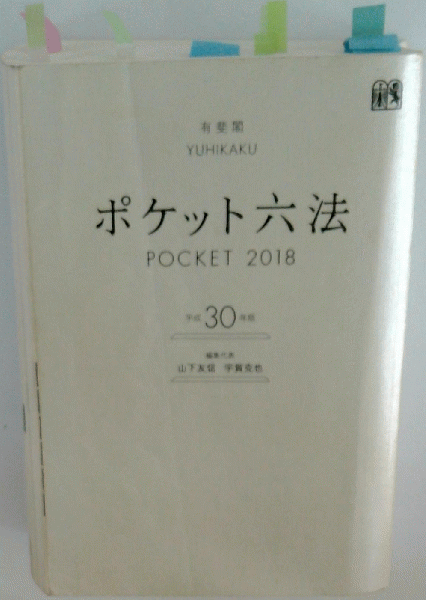 有斐閣
YUHIKAKU
ポケット六法
POCKET 2018
平成30年版
編集代表
山下友信 宇賀克也